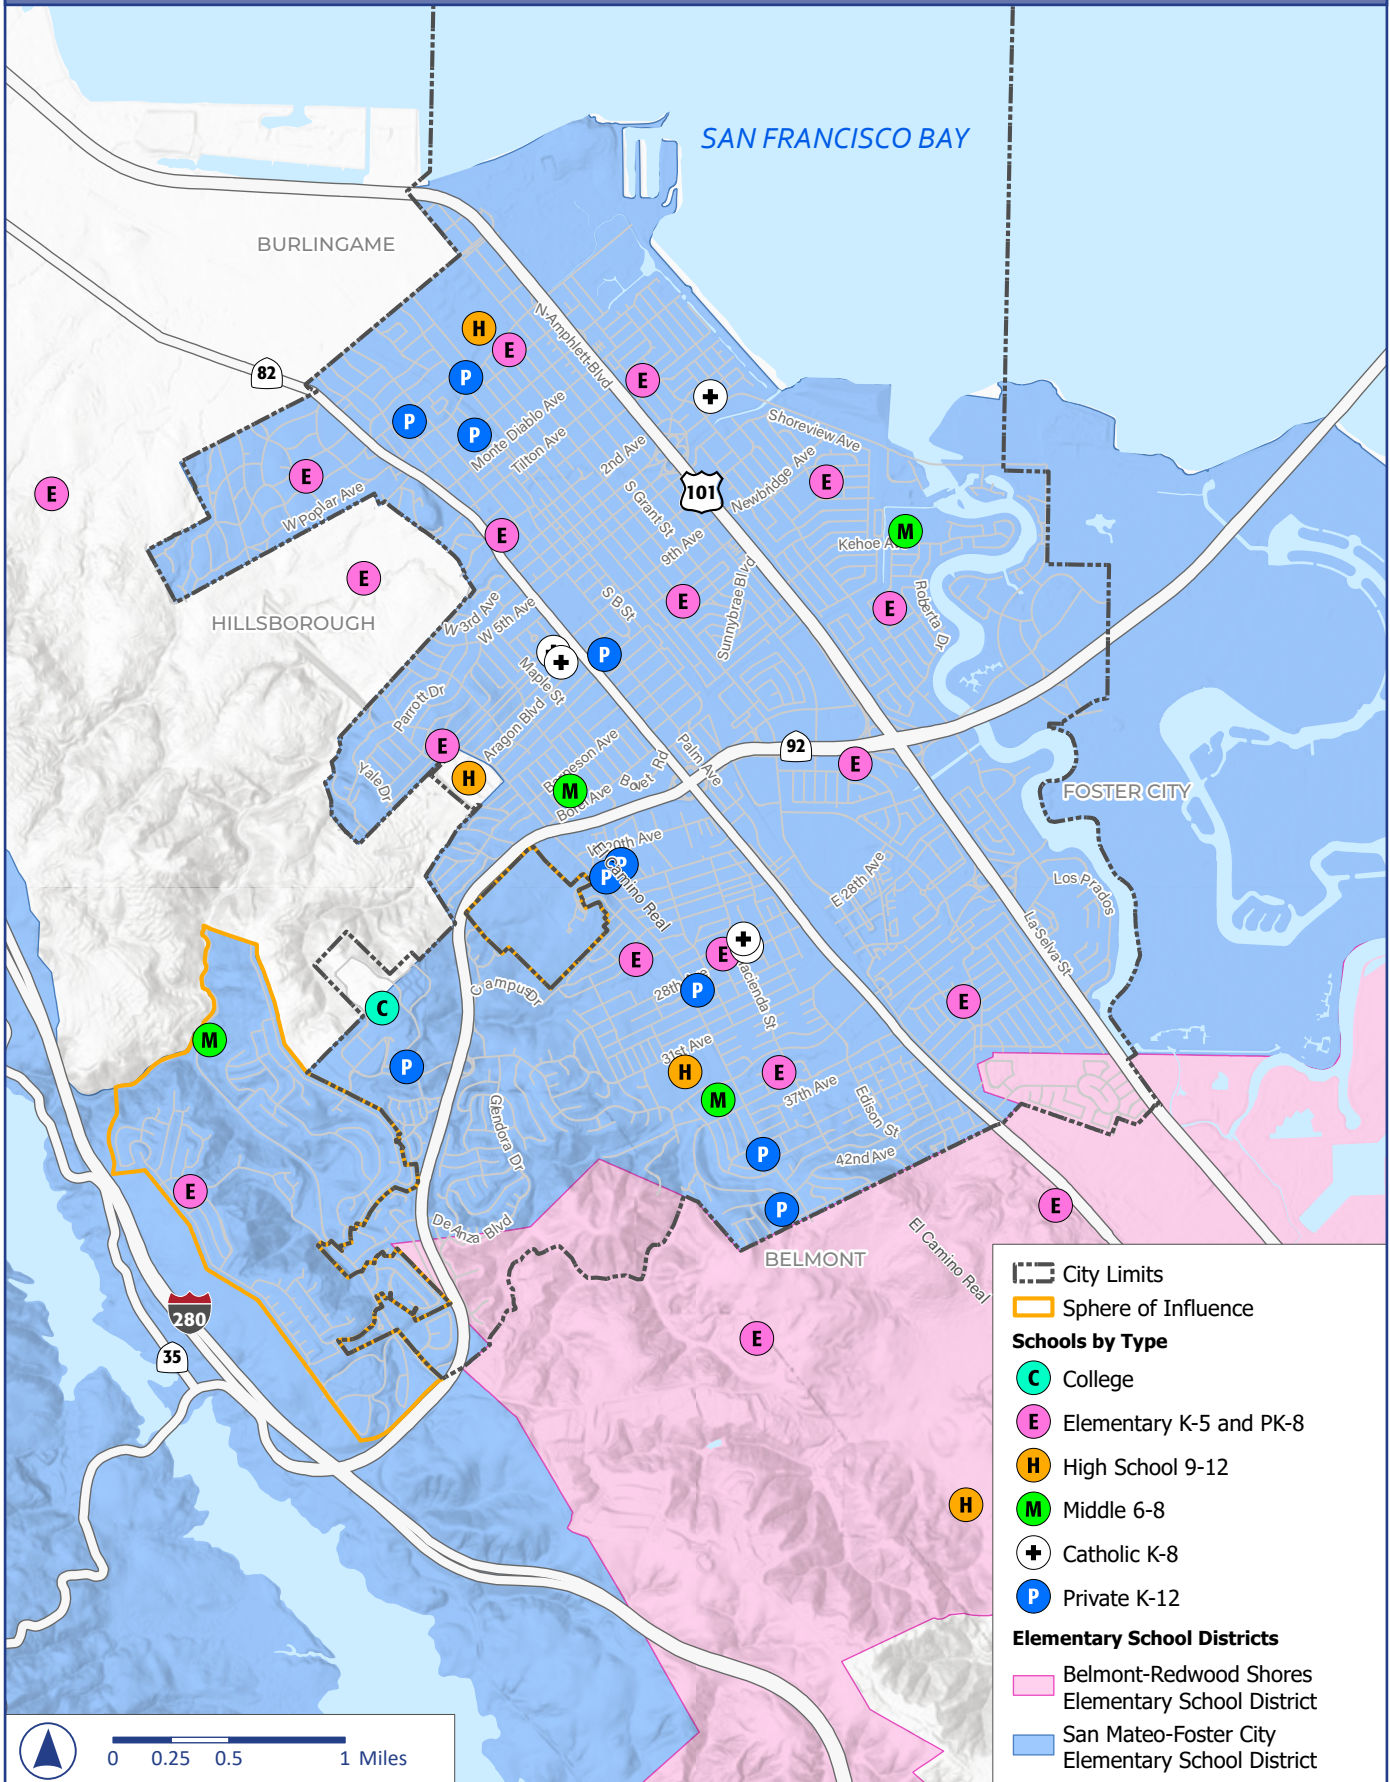 SAN FRANCISCO BAY
BURLINGAME
N Amphlett Blvd
H
E
82
P
E
+
P
P
Monte Diablo Ave
Tilton Ave
Shoreview Ave
2nd Ave
E
E
W Poplar Ave
S Grant St
101
Newbridge Ave
E
E
9th Ave
Kehoe A
M
E
HILLSBOROUGH
W 3rd Ave
W 5th Ave
S B St
E
Sunnybrae Blvd
E
Roberta Dr
+
P
Maple St
Parrott Dr
Aragon Blvd
E
Yale Dr
H
M
Borel Ave
Bovet Rd
Palm Ave
92
E
FOSTER CITY
20th Ave
P
P
El Camino Real
E 28th Ave
Los Prados
La Selva St
E
E
+
28th Ave
P
acienda St
Campus Dr
E
C
M
P
31st Ave
H
M
E
37th Ave
Edison St
Glendora Dr
P
42nd Ave
E
De Anza Blvd
P
E
BELMONT
El Camino Real
280
35
E
H
City Limits
Sphere of Influence
Schools by Type
C College
E Elementary K-5 and PK-8
H High School 9-12
M Middle 6-8
+ Catholic K-8
P Private K-12
Elementary School Districts
Belmont-Redwood Shores
Elementary School District
San Mateo-Foster City
Elementary School District
0 0.25 0.5 1 Miles